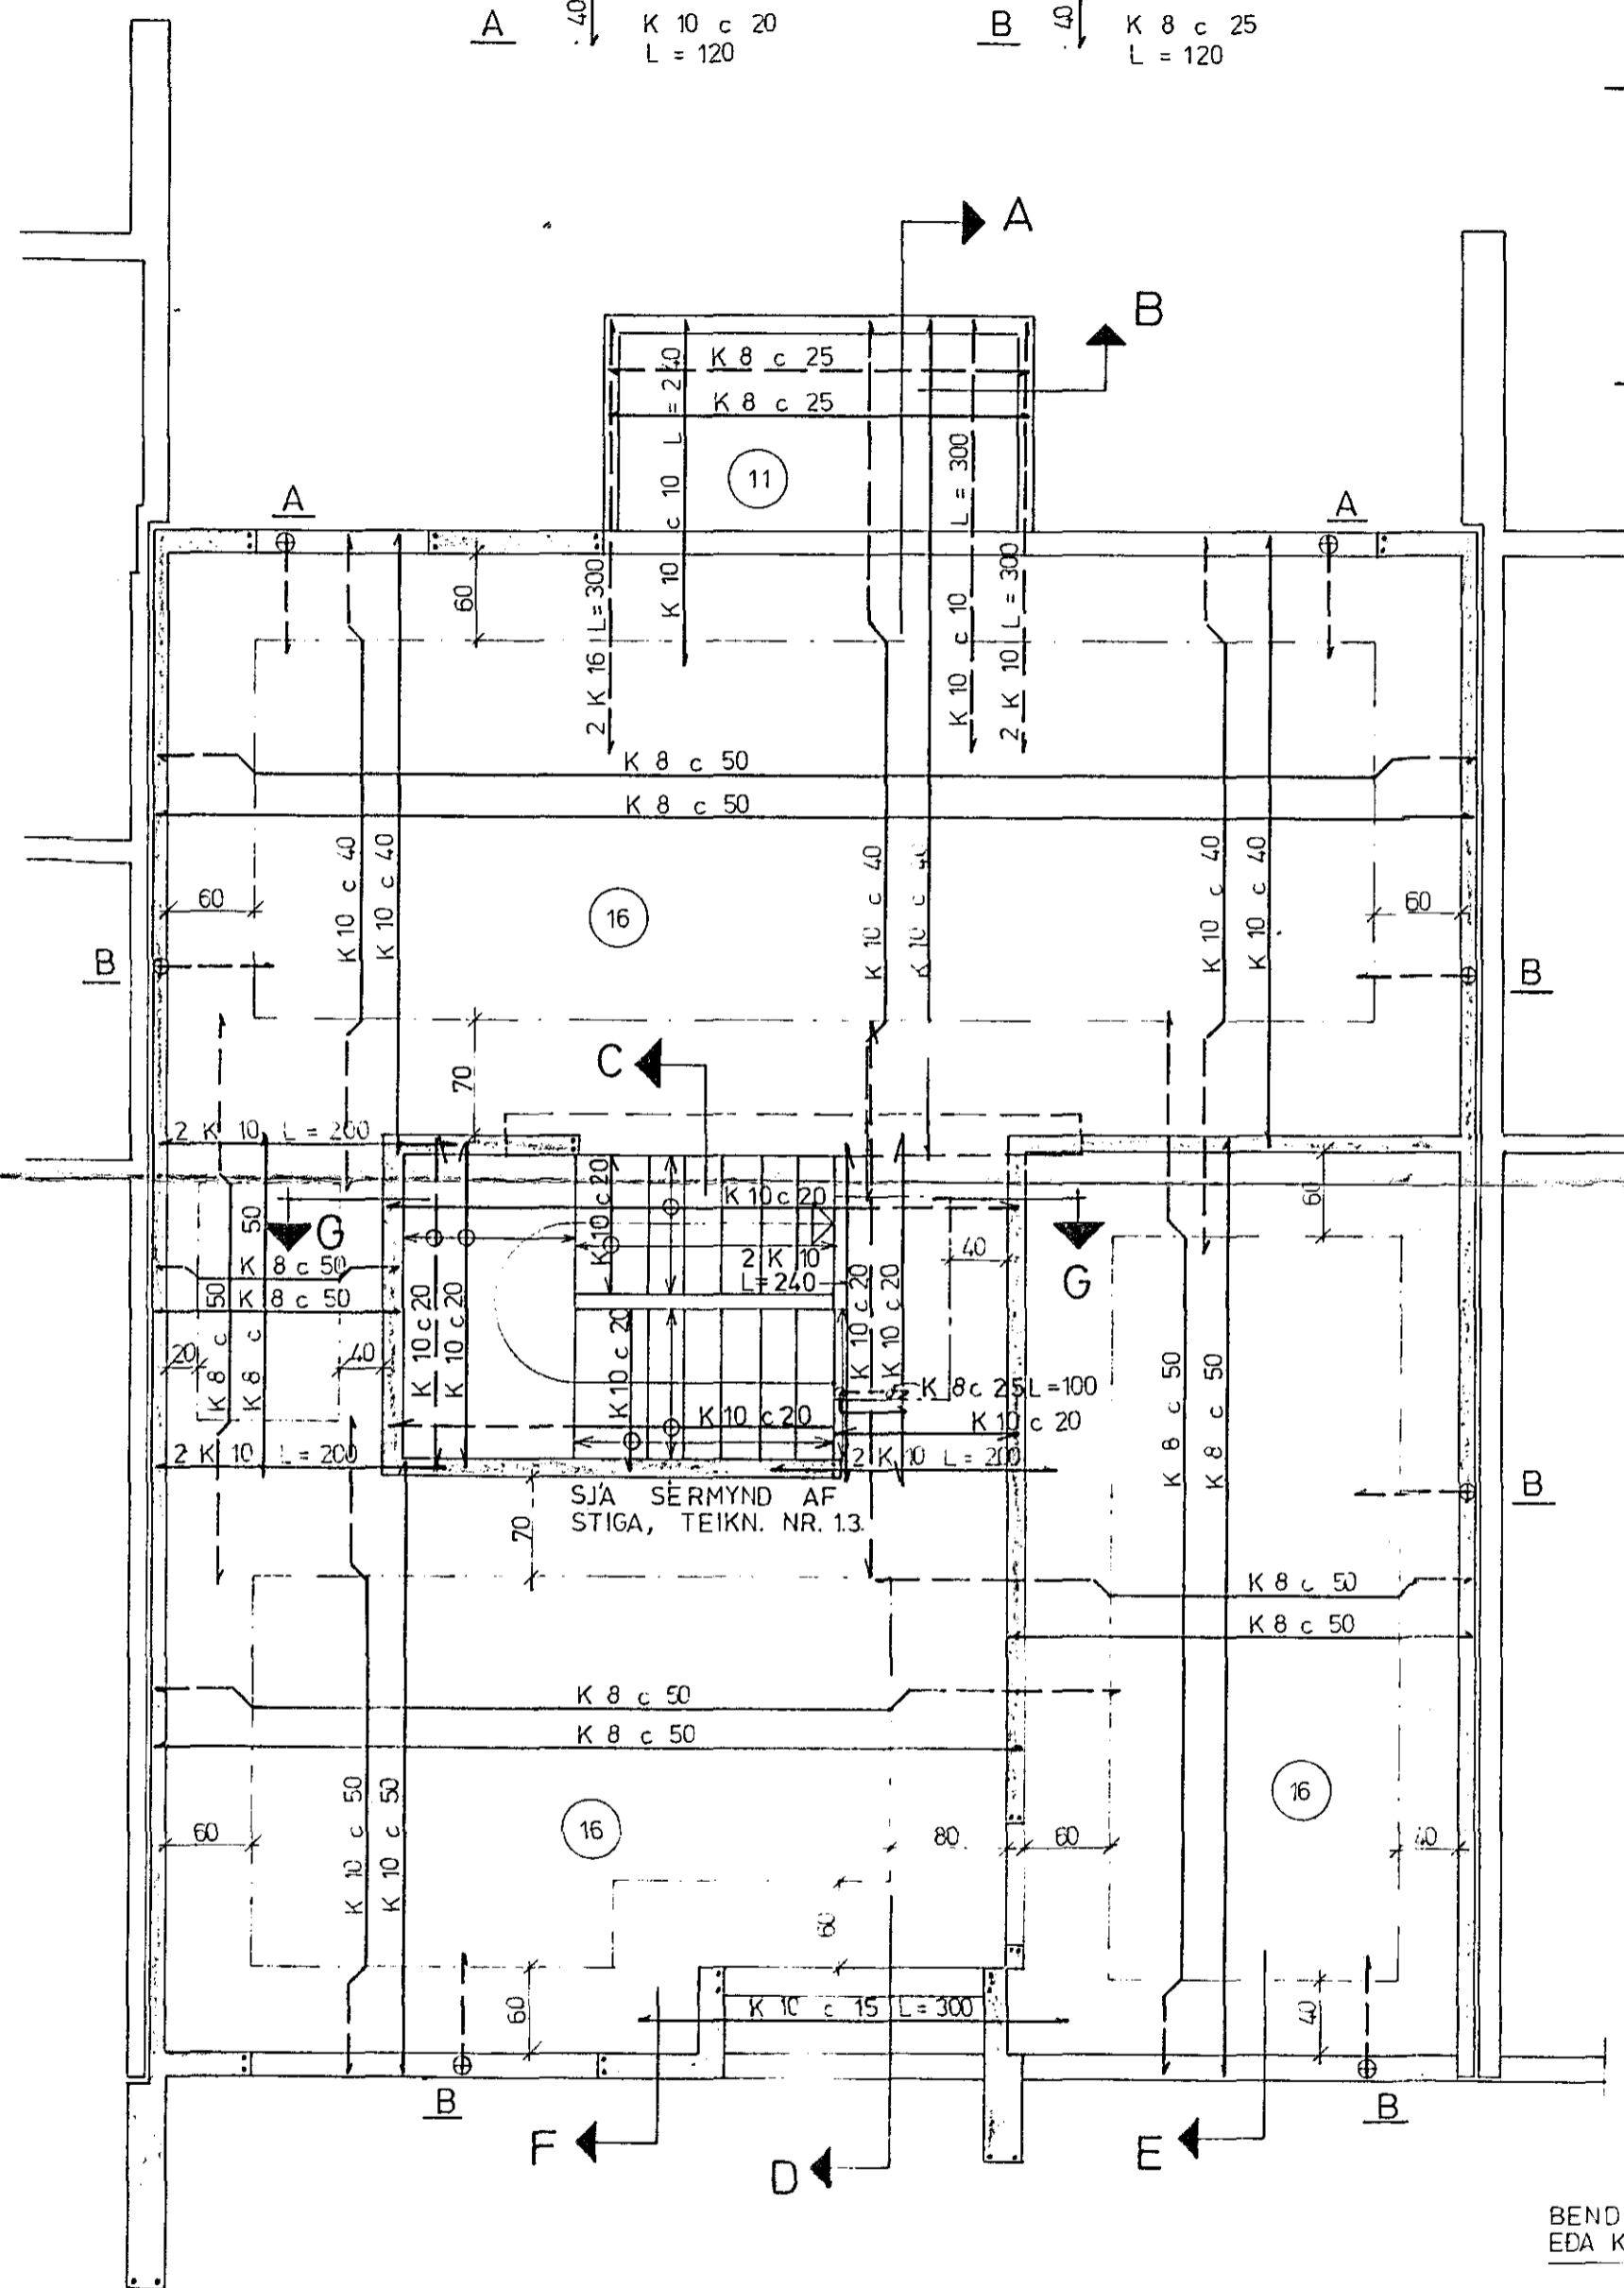 A
40
K 10 c 20
L = 120
B
40
K 8 c 25
L = 120
A
B
K 8 c 25
K 8 c 25
K 10 c 10 L = 240
11
L = 300
K 10 c 10
2 K 10 L = 300
2 K 16 L = 300
A
A
60
K 8 c 50
K 8 c 50
K 10 c 40
K 10 c 40
K 10 c 40
K 10 c 40
K 10 c 40
K 10 c 40
60
16
60
B
B
C
70
2 K 10 L = 200
K 10 c 20
K 10 c 20
60
G
G
40
2 K 10
L = 240
K 8 c 50
K 8 c 50
K 8 c 50
K 8 c 50
20
40
K 10 c 20
K 10 c 20
K 10 c 20
K 10 c 20
K 10 c 20
K 8 c 25 L = 100
K 10 c 20
K 10 c 20
2 K 10 L = 200
2 K 10 L = 200
K 8 c 50
K 8 c 50
B
SJÁ SERMYND AF
STIGA, TEIKN. NR. 1.3.
70
K 8 c 50
K 8 c 50
K 8 c 50
K 8 c 50
K 10 c 50
K 10 c 50
60
16
80
60
16
40
60
60
K 10 c 15 L = 300
40
B
B
F
D
E
BEND
EÐA K